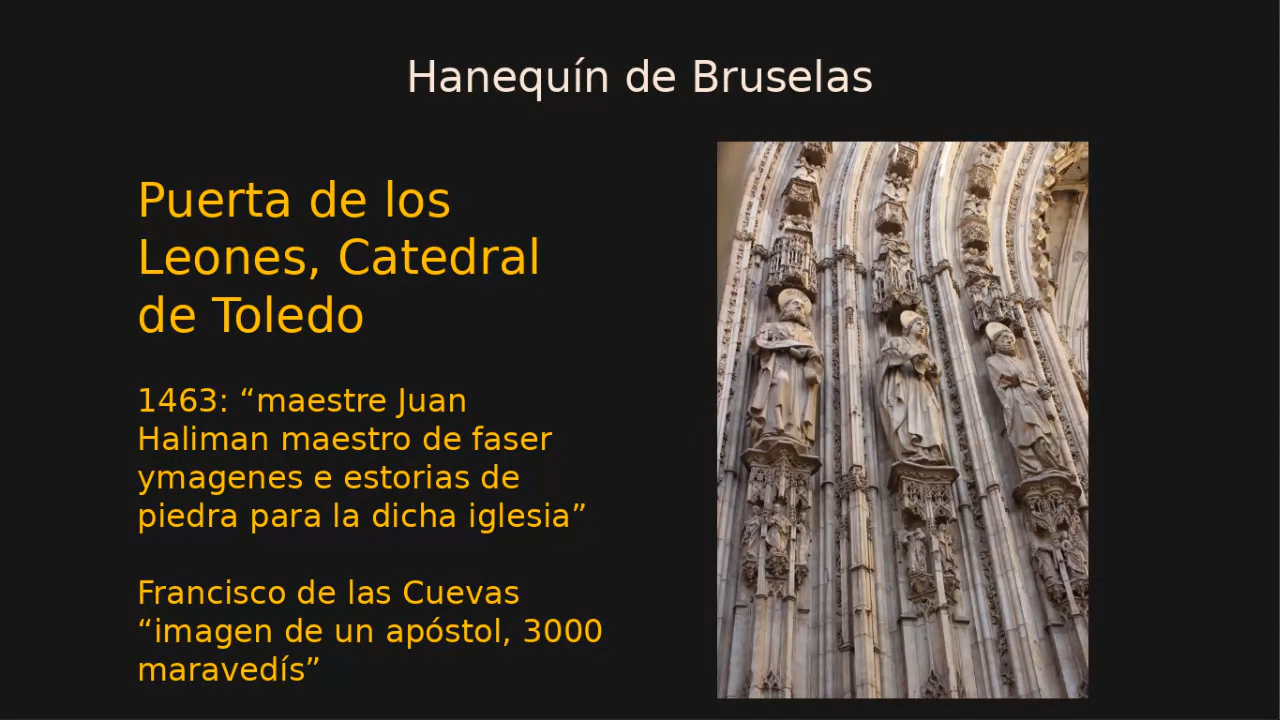 Hanequín de Bruselas
Puerta de los
Leones, Catedral
de Toledo
1463: “maestre Juan
Haliman maestro de faser
ymagenes e estorias de
piedra para la dicha iglesia”
Francisco de las Cuevas
“imagen de un apóstol, 3000
maravedís”